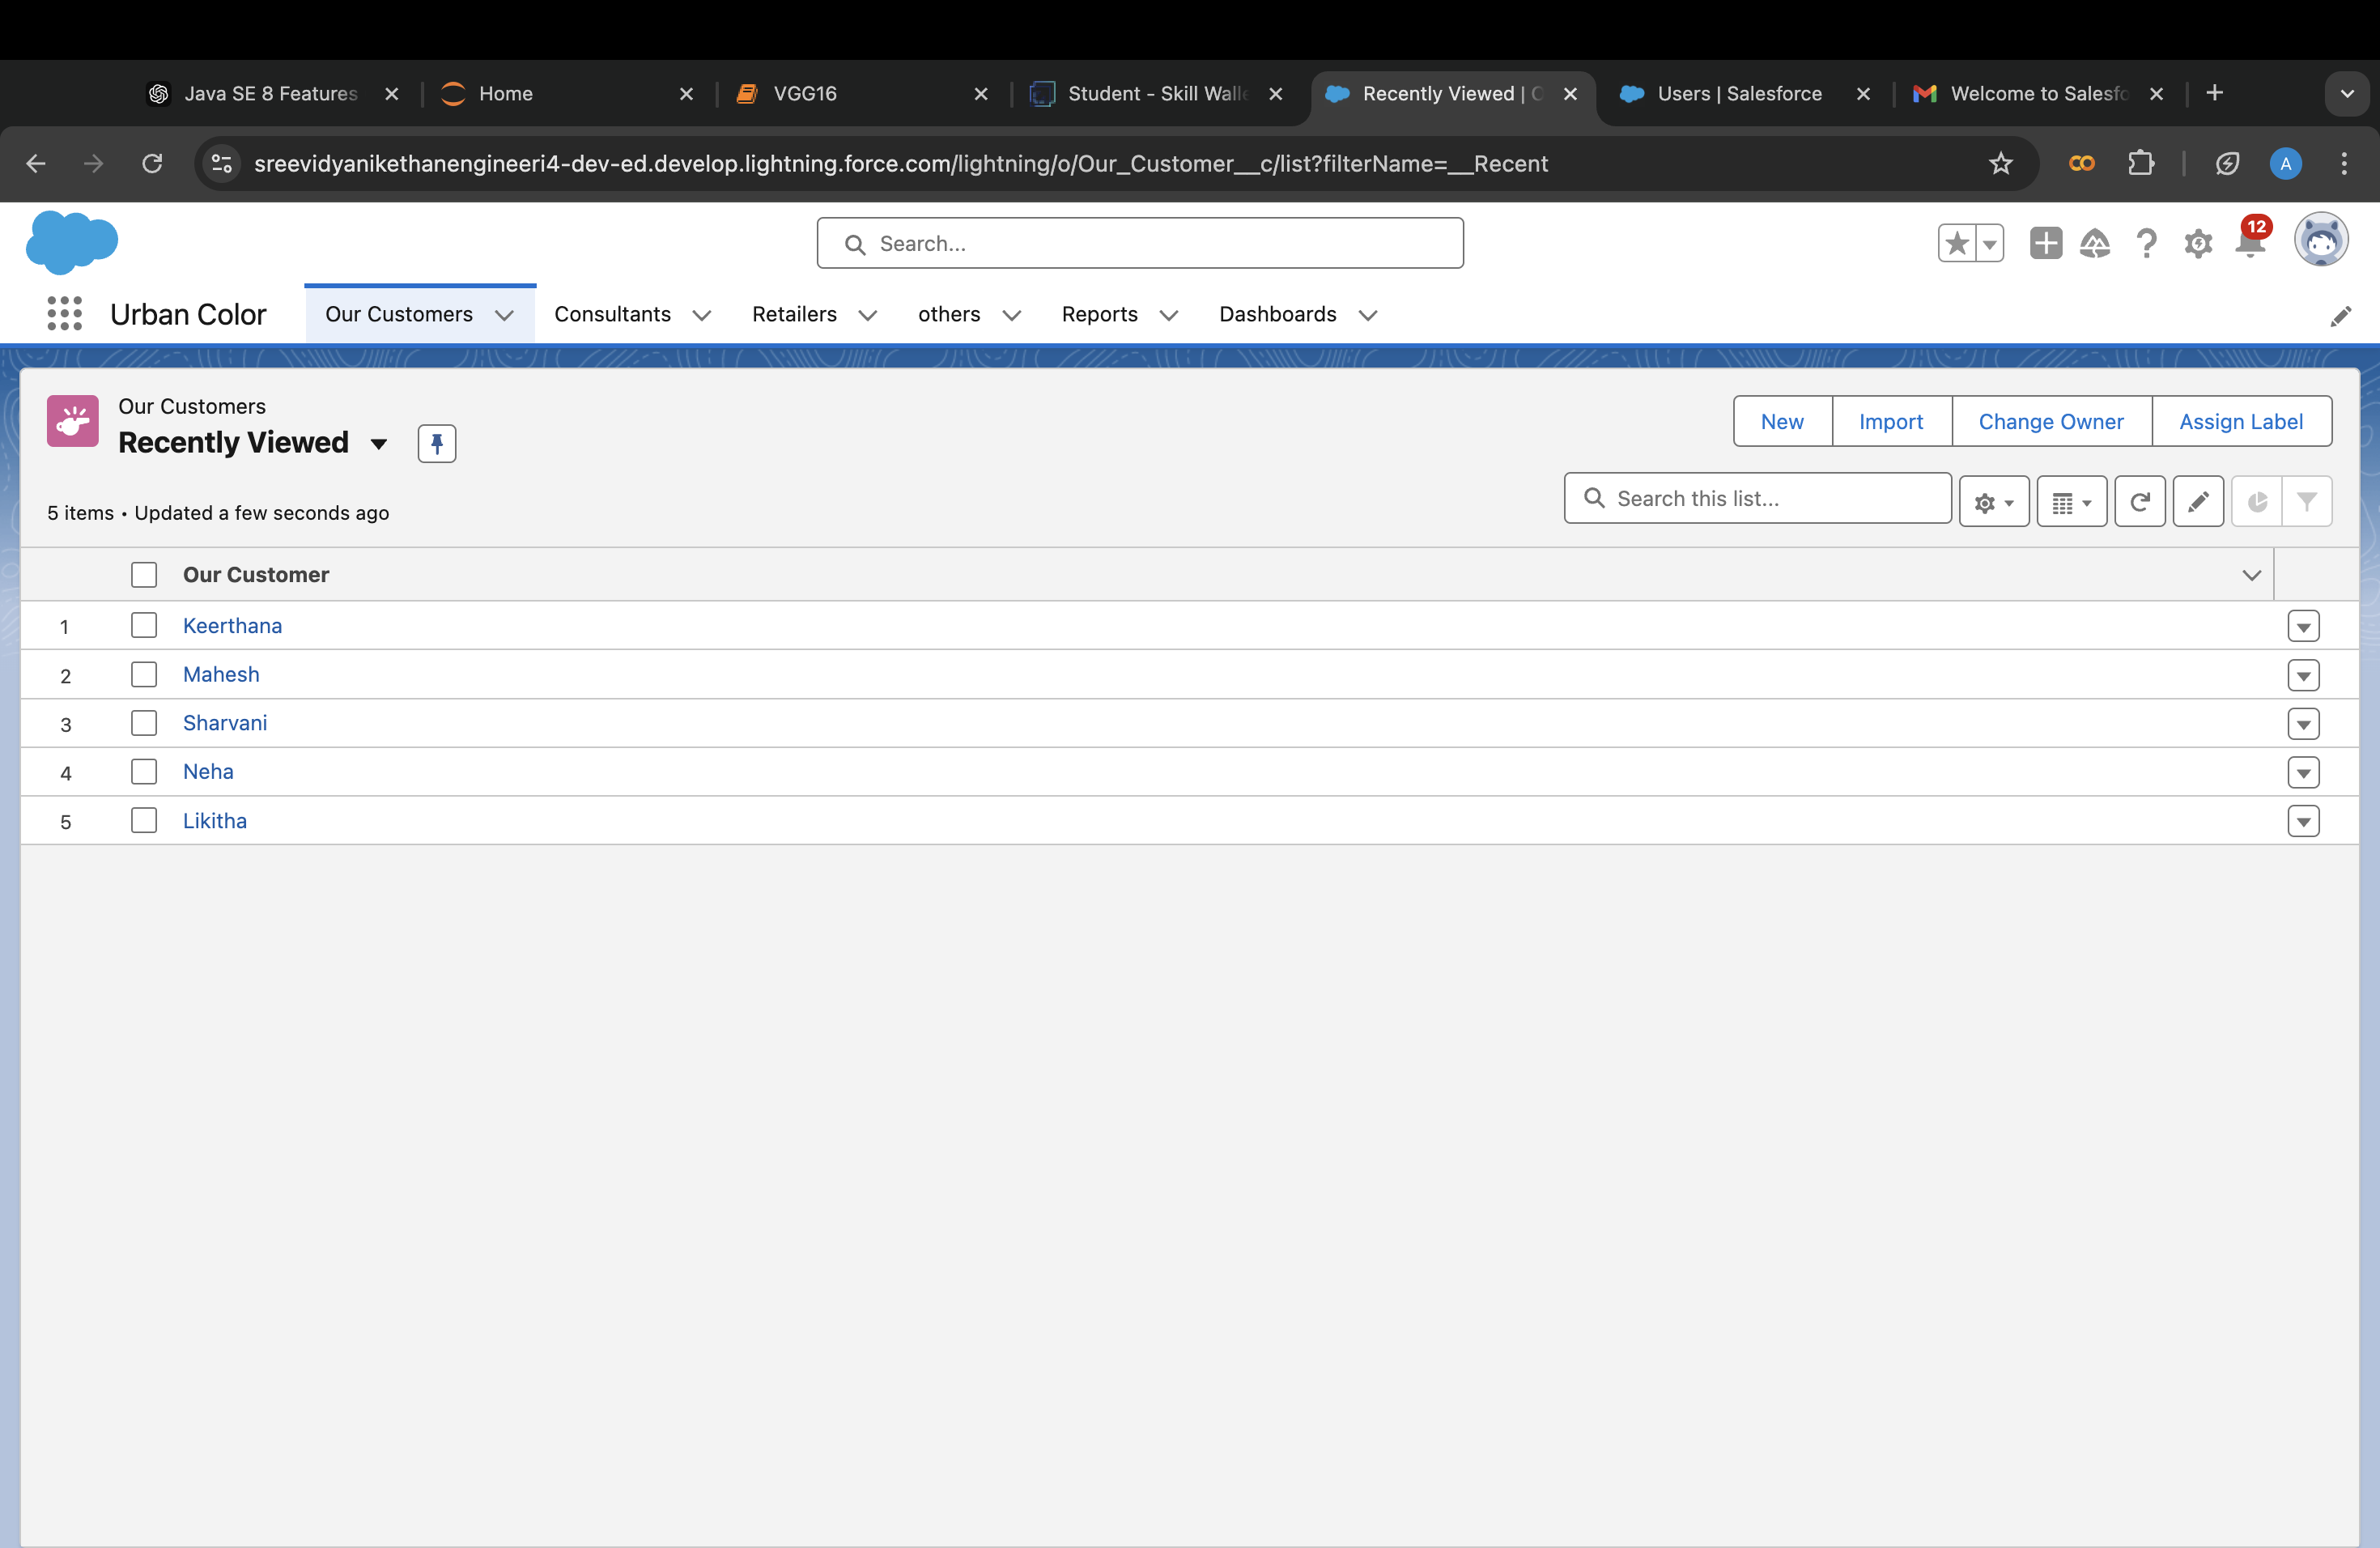 Java SE 8 Features
Home
VGG16
Student - Skill Walle
Recently Viewed | C
Users | Salesforce
Welcome to Salesfo
sreevidyanikethanengineeri4-dev-ed.develop.lightning.force.com/lightning/o/Our_Customer__c/list?filterName=__Recent
A
Search...
12
Urban Color
Our Customers
Consultants
Retailers
others
Reports
Dashboards
Our Customers
Recently Viewed
New
Import
Change Owner
Assign Label
5 items • Updated a few seconds ago
Search this list...
Our Customer
1 Keerthana
2 Mahesh
3 Sharvani
4 Neha
5 Likitha